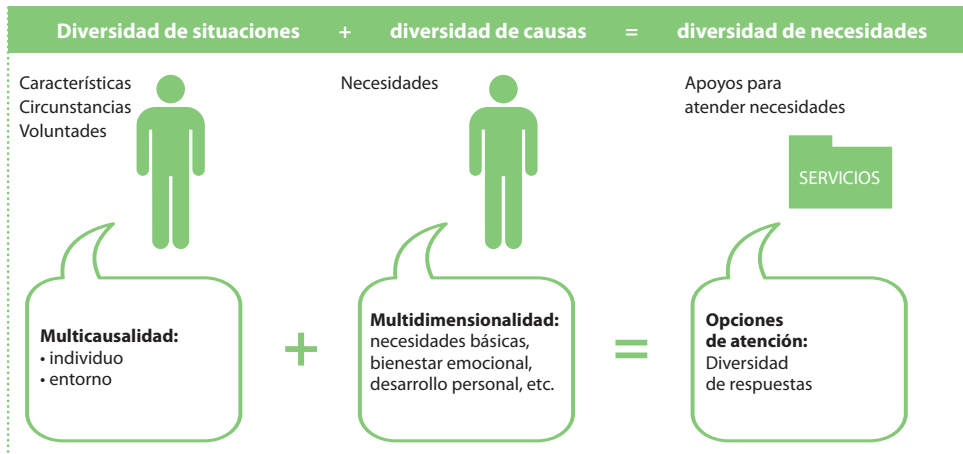 Diversidad de situaciones + diversidad de causas = diversidad de necesidades
Características
Circunstancias
Voluntades
Necesidades
Apoyos para
atender necesidades
SERVICIOS
Multicausalidad:
• individuo
• entorno
+
Multidimensionalidad:
necesidades básicas,
bienestar emocional,
desarrollo personal, etc.
=
Opciones
de atención:
Diversidad
de respuestas